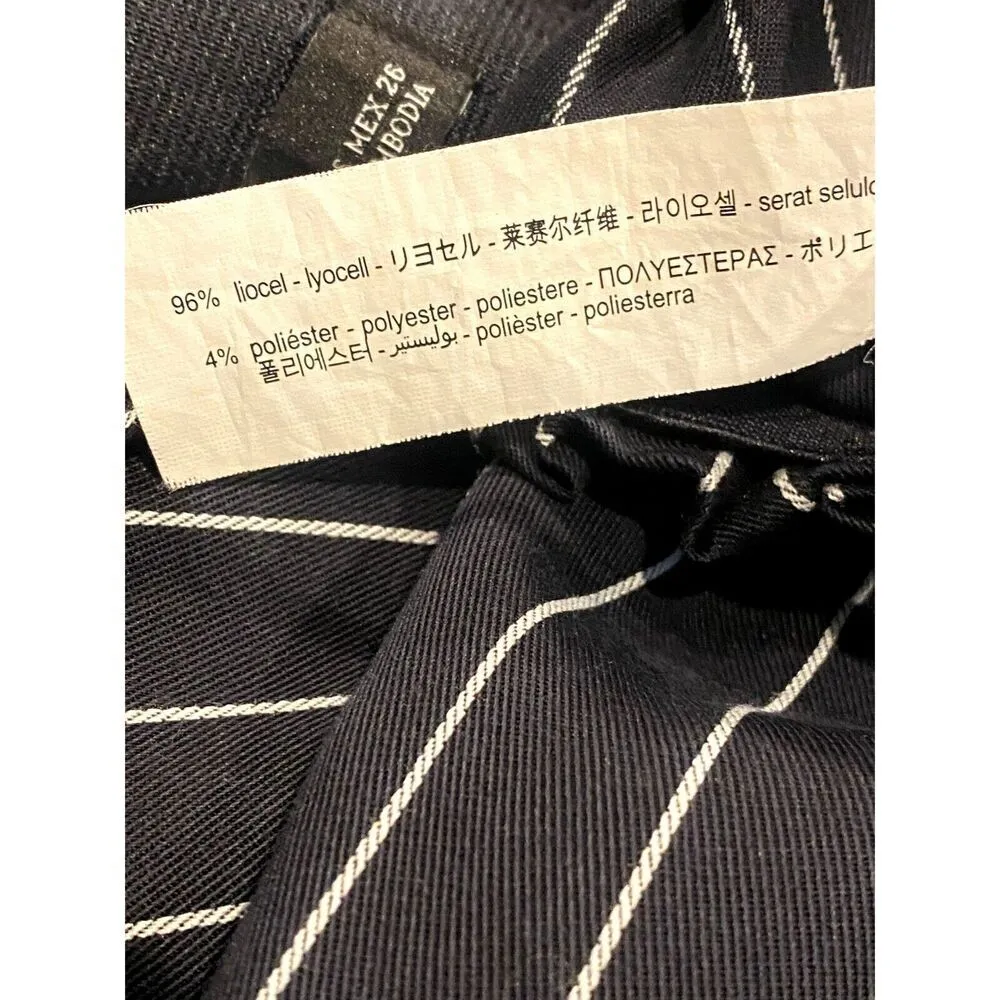 MEX 26
MBODIA
96% liocel - lyocell - リヨセル - 莱赛尔纤维 - 라이오셀 - serat selulo
4% poliéster - polyester - poliestere - ΠΟΛΥΕΣΤΕΡΑΣ - ポリエ
폴리에스터 - بوليستير - polièster - poliesterra